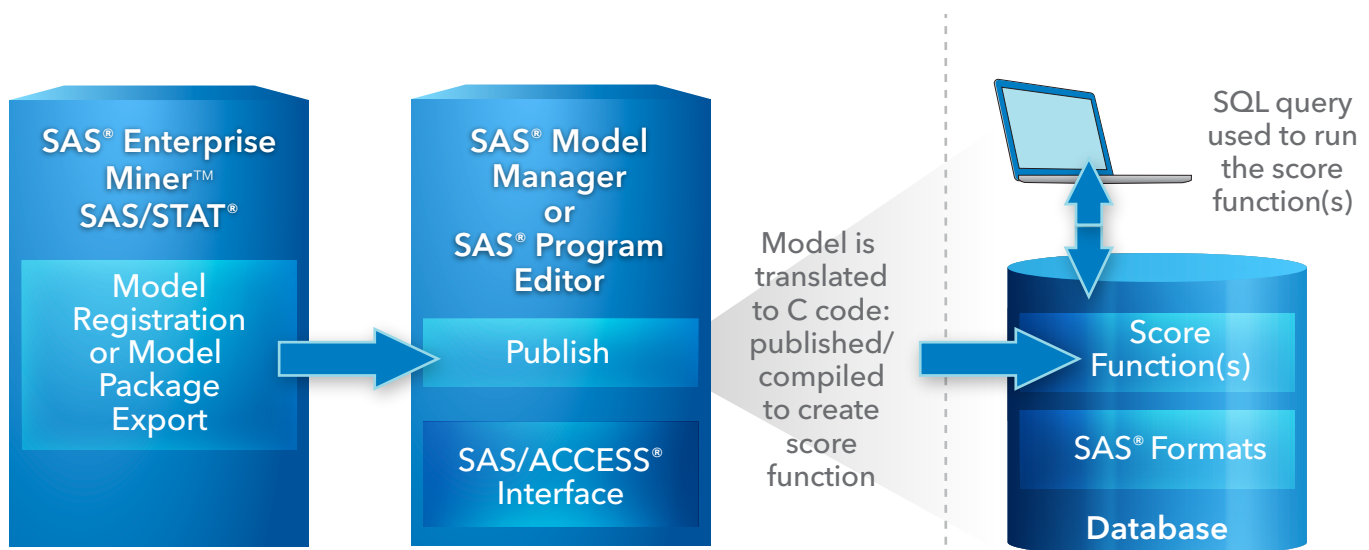 SAS® Enterprise
Miner™
SAS/STAT®
Model
Registration
or Model
Package
Export
SAS® Model
Manager
or
SAS® Program
Editor
Publish
SAS/ACCESS®
Interface
Model is
translated
to C code:
published/
compiled
to create
score
function
SQL query
used to run
the score
function(s)
Score
Function(s)
SAS® Formats
Database